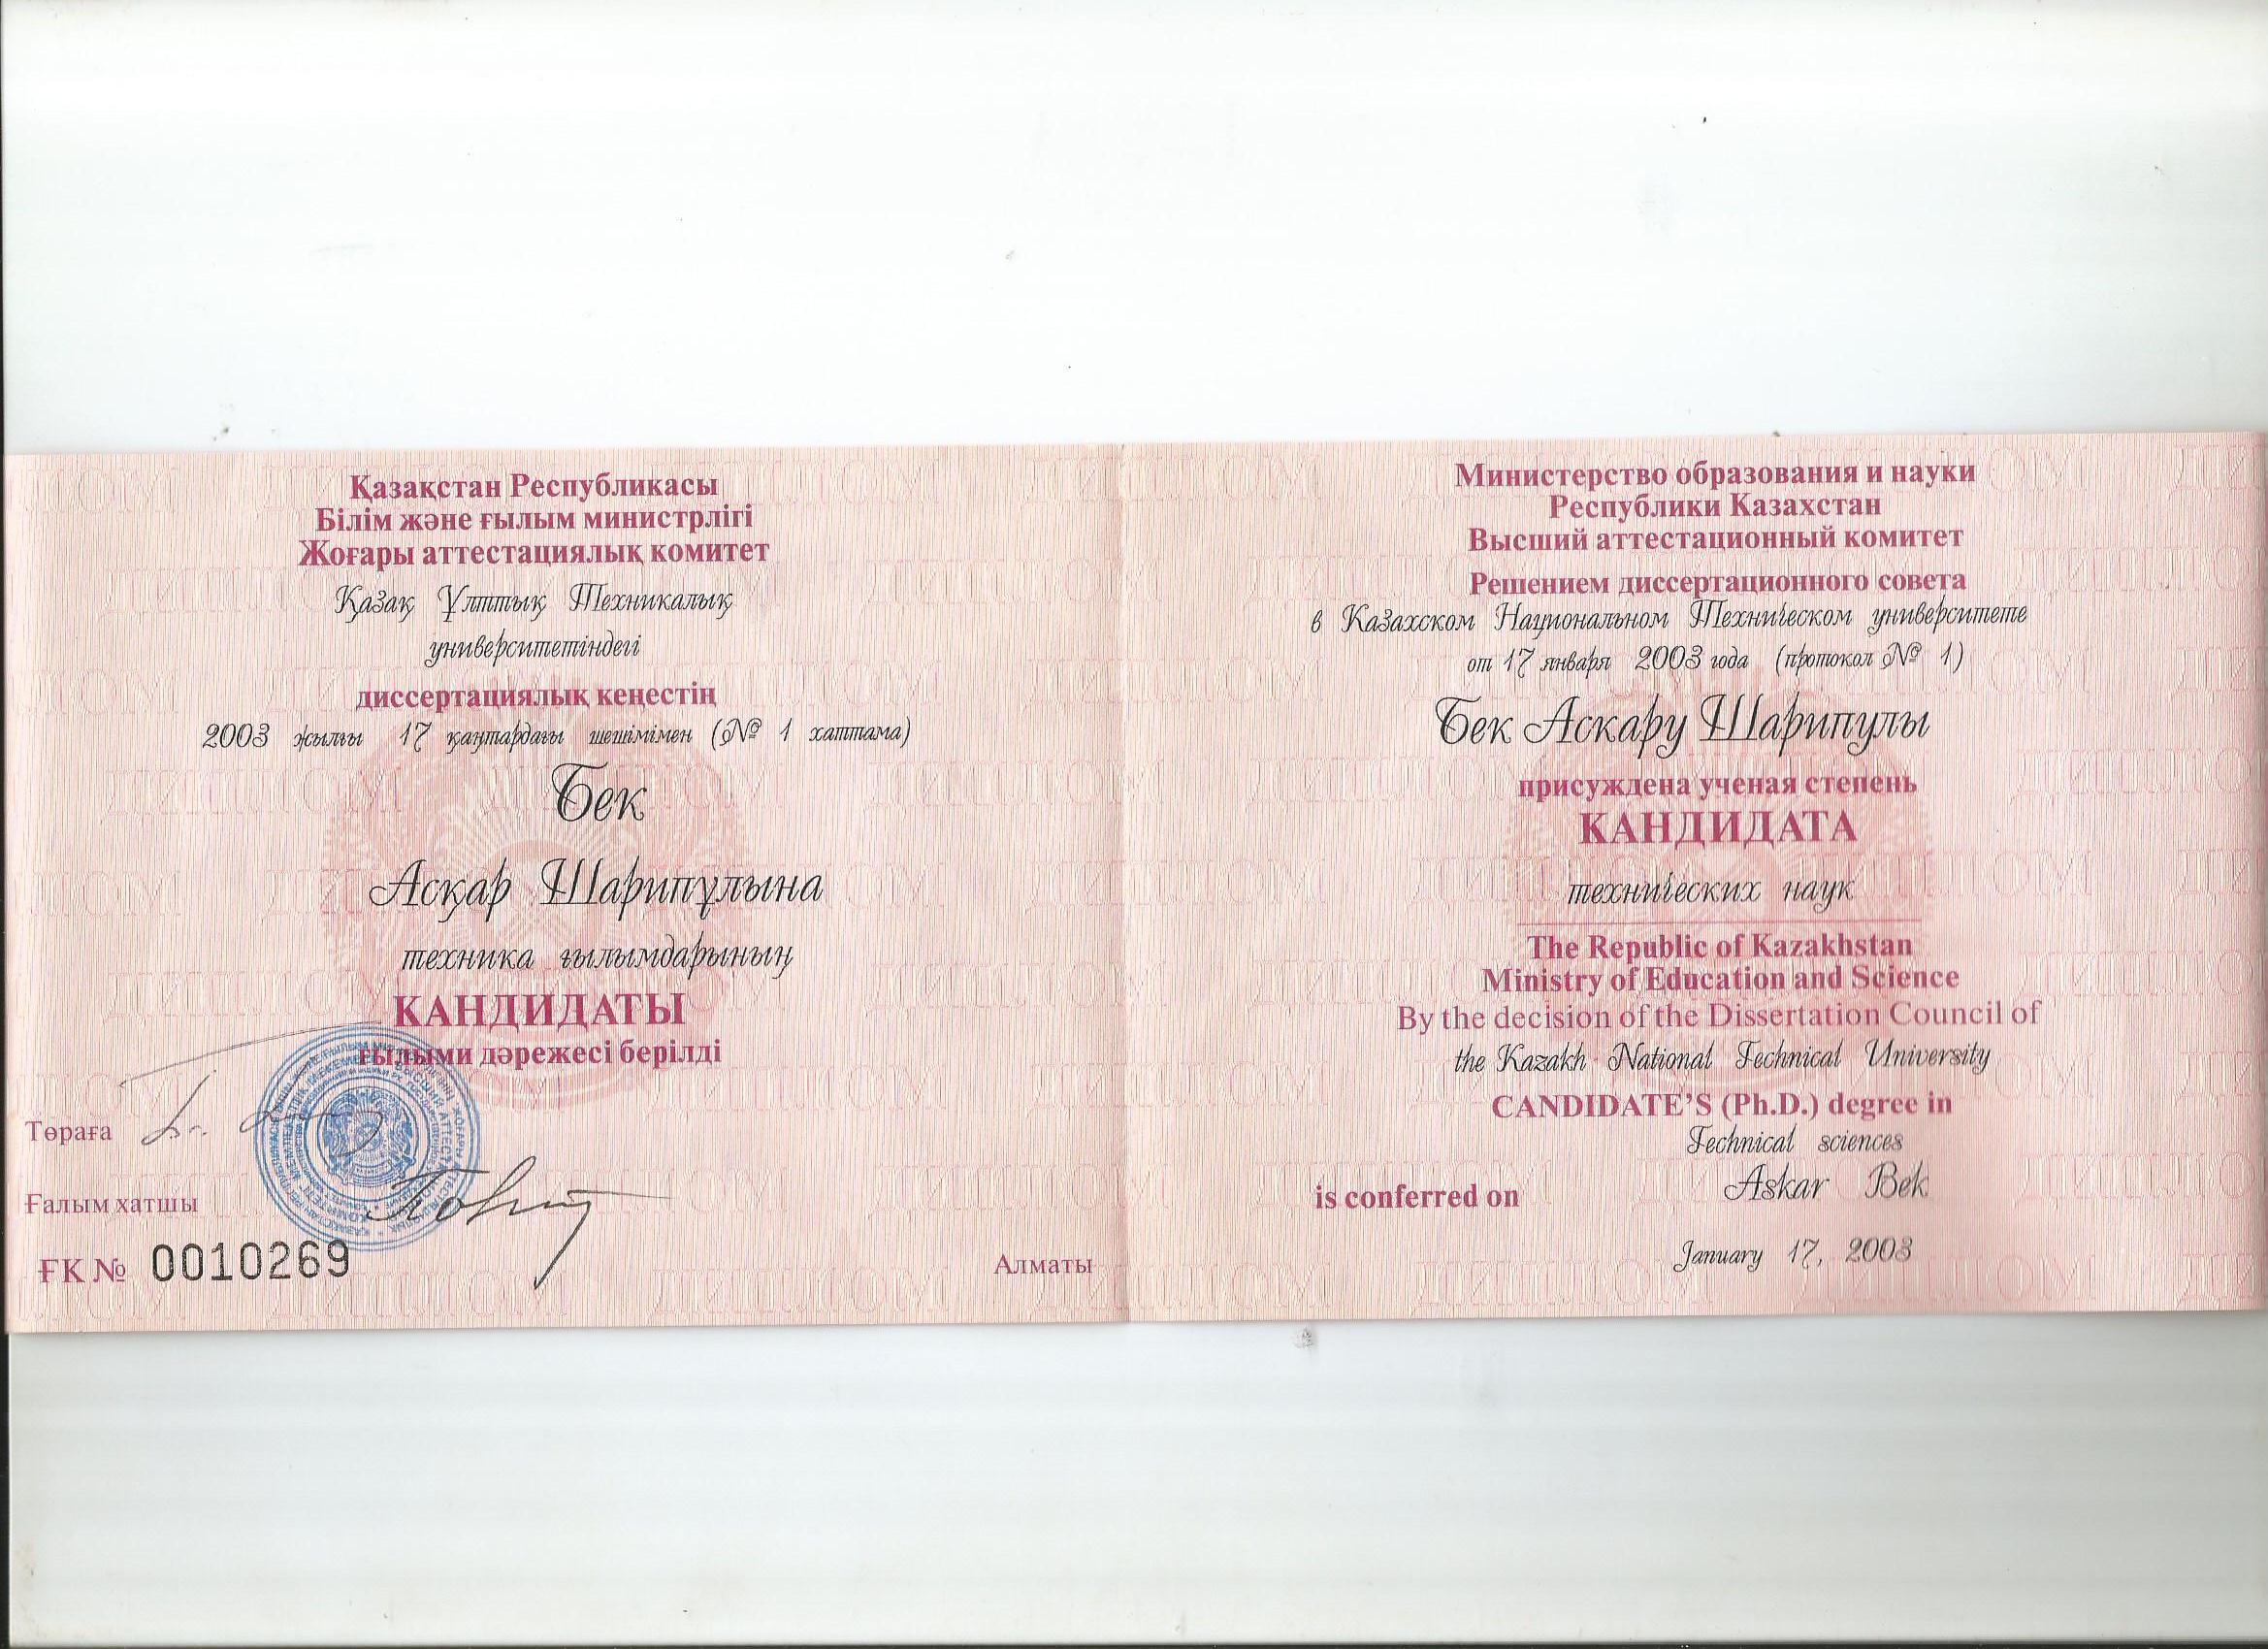 Қазақстан Республикасы
Білім және ғылым министрлігі
Жоғары аттестациялық комитет
Қазақ Ұлттық Техникалық
университетіндегі
диссертациялық кеңестің
2003 жылғы 17 қаңтардағы шешімімен (№ 1 хаттама)
Бек
Асқар Шарипұлына
техника ғылымдарының
КАНДИДАТЫ
ғылыми дәрежесі берілді
Төраға
Ғалым хатшы
ҒК № 0010269
Алматы
Министерство образования и науки
Республики Казахстан
Высший аттестационный комитет
Решением диссертационного совета
в Казахском Национальном Техническом университете
от 17 января 2003 года (протокол № 1)
Бек Аскару Шарипулы
присуждена ученая степень
КАНДИДАТА
технических наук
The Republic of Kazakhstan
Ministry of Education and Science
By the decision of the Dissertation Council of
the Kazakh National Technical University
CANDIDATE'S (Ph.D.) degree in
Technical sciences
is conferred on Askar Bek
January 17, 2003